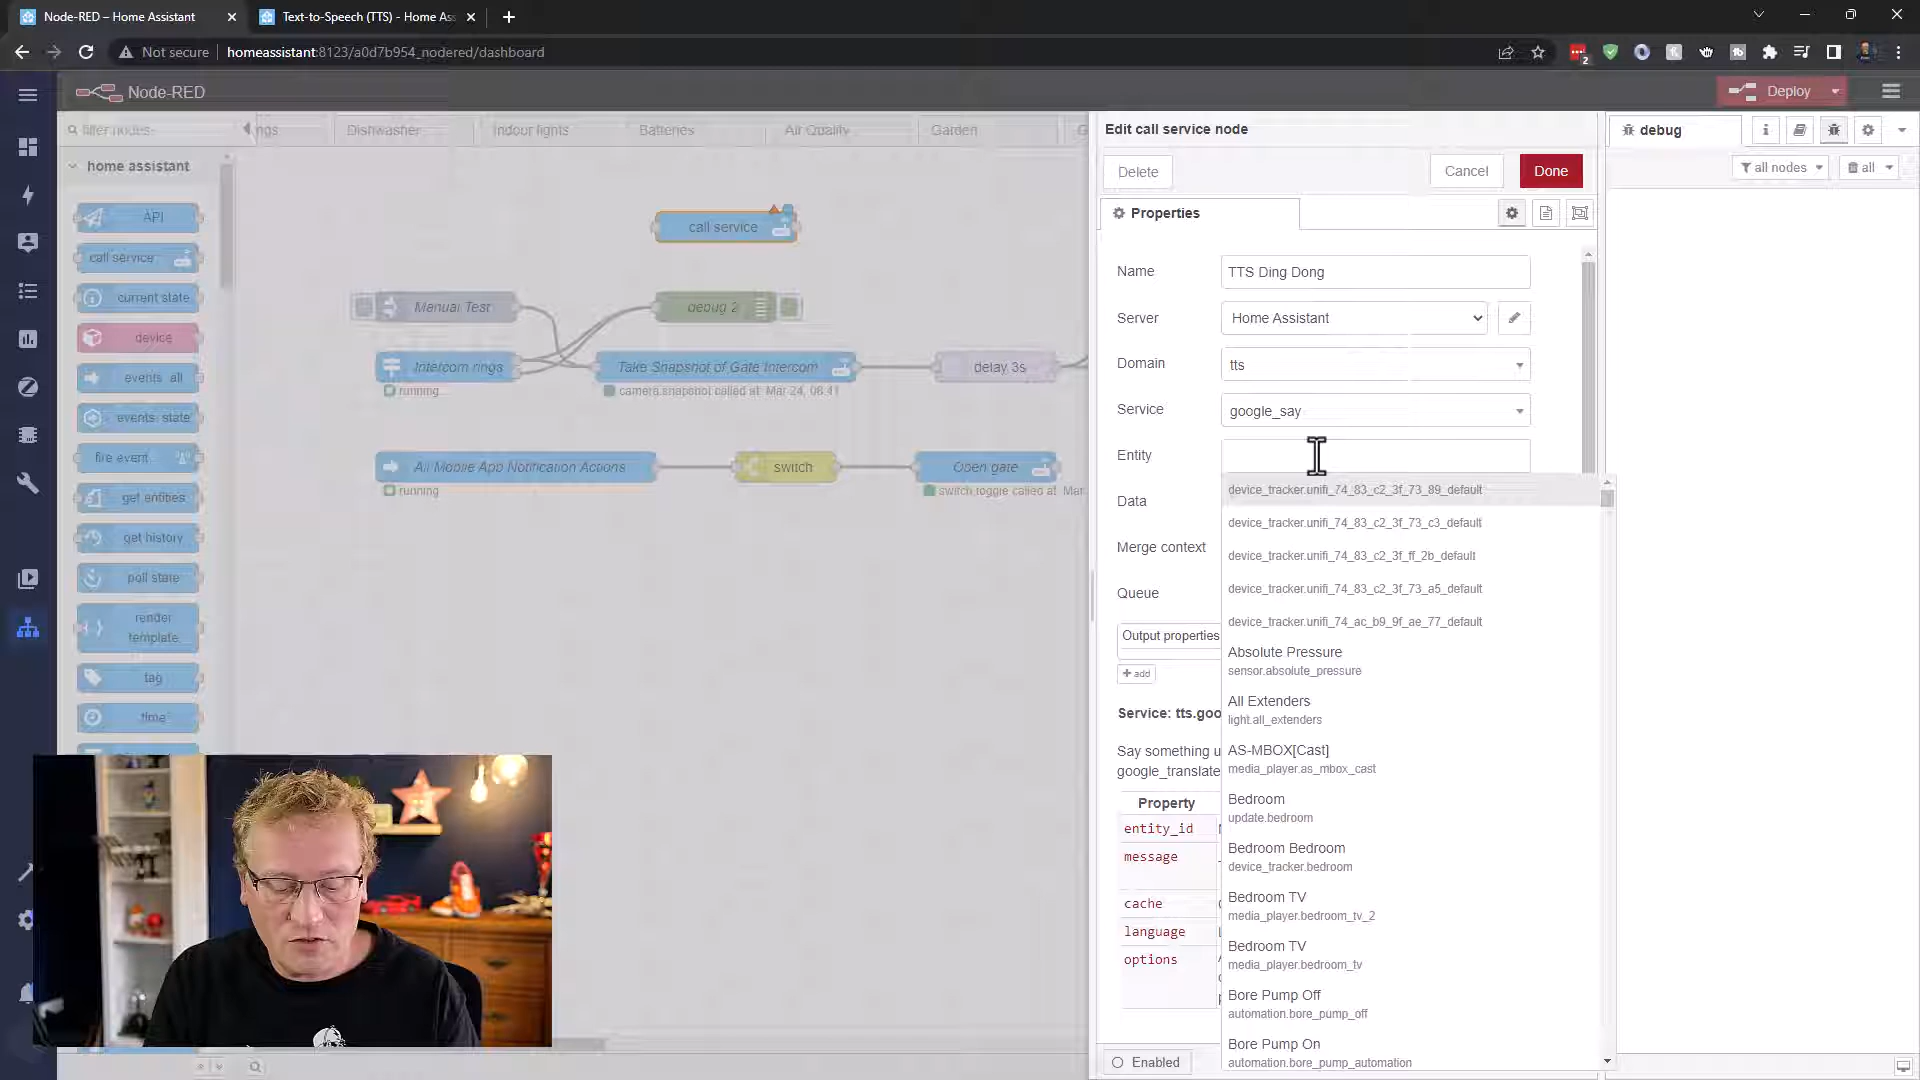 Node-RED – Home Assistant
Text-to-Speech (TTS) - Home Ass
Not secure
homeassistant:8123/a0d7b954_nodered/dashboard
2
Node-RED
Deploy
filter nodes
ngs
Dishwasher
Indoor lights
Batteries
Air Quality
Garden
home assistant
API
call service
current state
device
events: all
events: state
fire event
get entities
get history
poll state
render
template
tag
time
call service
Manual Test
debug 2
Intercom rings
running...
Take Snapshot of Gate Intercom
camera.snapshot called at: Mar 24, 08:41
delay 3s
All Mobile App Notification Actions
running
switch
Open gate
switch.toggle called at: Mar
Edit call service node
Delete
Cancel
Done
Properties
Name
TTS Ding Dong
Server
Home Assistant
Domain
tts
Service
google_say
Entity
Data
Merge context
Queue
Output properties
add
Service: tts.goo
Say something u
google_translate
Property
entity_id
message
cache
language
options
Enabled
device_tracker.unifi_74_83_c2_3f_73_89_default
device_tracker.unifi_74_83_c2_3f_73_c3_default
device_tracker.unifi_74_83_c2_3f_ff_2b_default
device_tracker.unifi_74_83_c2_3f_73_a5_default
device_tracker.unifi_74_ac_b9_9f_ae_77_default
Absolute Pressure
sensor.absolute_pressure
All Extenders
light.all_extenders
AS-MBOX[Cast]
media_player.as_mbox_cast
Bedroom
update.bedroom
Bedroom Bedroom
device_tracker.bedroom
Bedroom TV
media_player.bedroom_tv_2
Bedroom TV
media_player.bedroom_tv
Bore Pump Off
automation.bore_pump_off
Bore Pump On
automation.bore_pump_automation
debug
all nodes
all